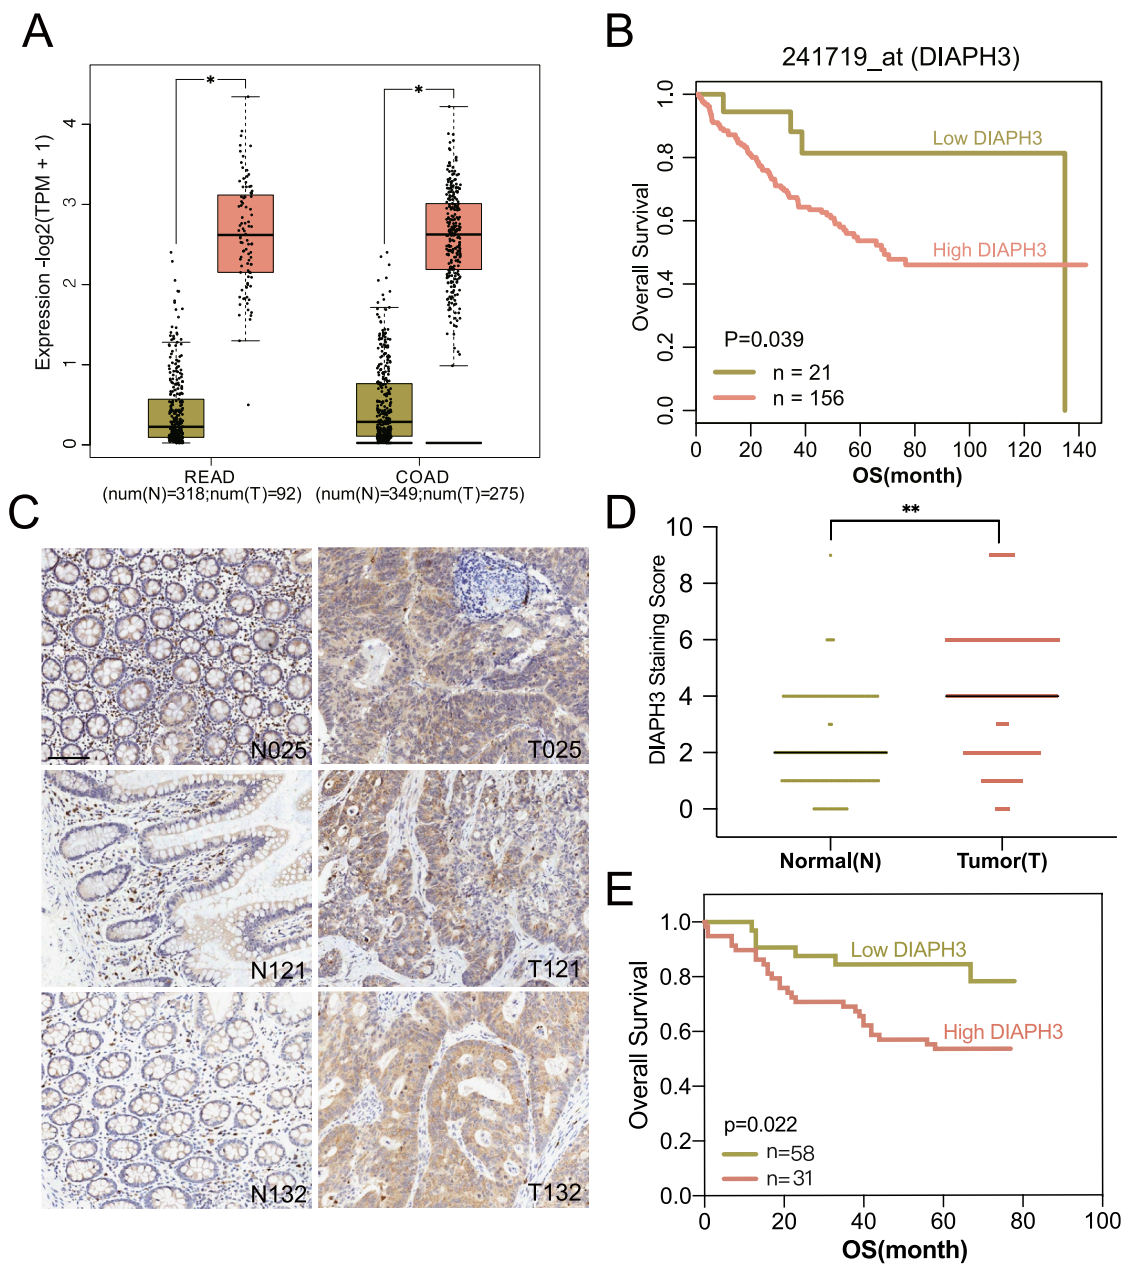 A
Expression -log2(TPM + 1)
4
3
2
1
0
*
*
READ
(num(N)=318;num(T)=92)
COAD
(num(N)=349;num(T)=275)
B
241719_at (DIAPH3)
Overall Survival
1.0
0.8
0.6
0.4
0.2
0.0
Low DIAPH3
High DIAPH3
P=0.039
n = 21
n = 156
0 20 40 60 80 100 120 140
OS(month)
C
N025
T025
N121
T121
N132
T132
D
DIAPH3 Staining Score
10
8
6
4
2
0
**
Normal(N)
Tumor(T)
E
Overall Survival
1.0
0.8
0.6
0.4
0.2
0.0
Low DIAPH3
High DIAPH3
p=0.022
n=58
n=31
0 20 40 60 80 100
OS(month)